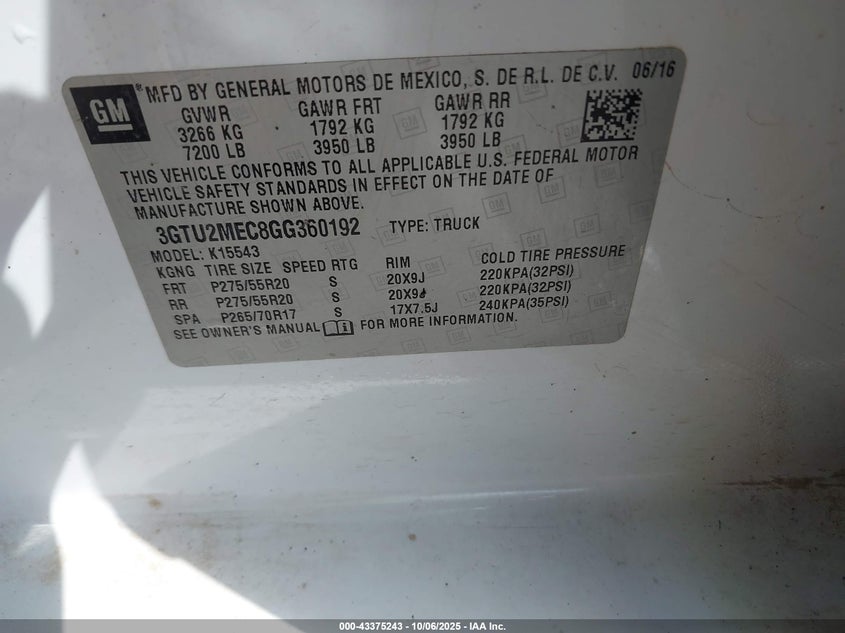 GM ® MFD BY GENERAL MOTORS DE MEXICO, S. DE R.L. DE C.V. 06/16
GVWR GAWR FRT GAWR RR
3266 KG 1792 KG 1792 KG
7200 LB 3950 LB 3950 LB
THIS VEHICLE CONFORMS TO ALL APPLICABLE U.S. FEDERAL MOTOR
VEHICLE SAFETY STANDARDS IN EFFECT ON THE DATE OF
MANUFACTURE SHOWN ABOVE.
3GTU2MEC8GG360192 TYPE: TRUCK
MODEL: K15543
KGNG TIRE SIZE SPEED RTG RIM COLD TIRE PRESSURE
FRT P275/55R20 S 20X9J 220KPA(32PSI)
RR P275/55R20 S 20X9J 220KPA(32PSI)
SPA P265/70R17 S 17X7.5J 240KPA(35PSI)
SEE OWNER'S MANUAL FOR MORE INFORMATION.
000-43375243 - 10/06/2025 - IAA Inc.